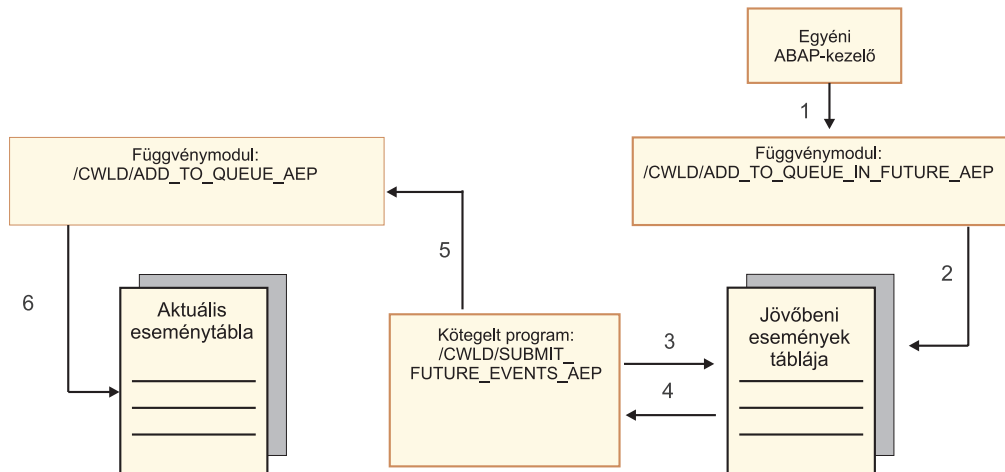 Egyéni
ABAP-kezelő
1
Függvénymodul:
/CWLD/ADD_TO_QUEUE_AEP
Függvénymodul:
/CWLD/ADD_TO_QUEUE_IN_FUTURE_AEP
5
2
6
Aktuális
eseménytábla
Kötegelt program:
/CWLD/SUBMIT_
FUTURE_EVENTS_AEP
3
4
Jövőbeni
események
táblája